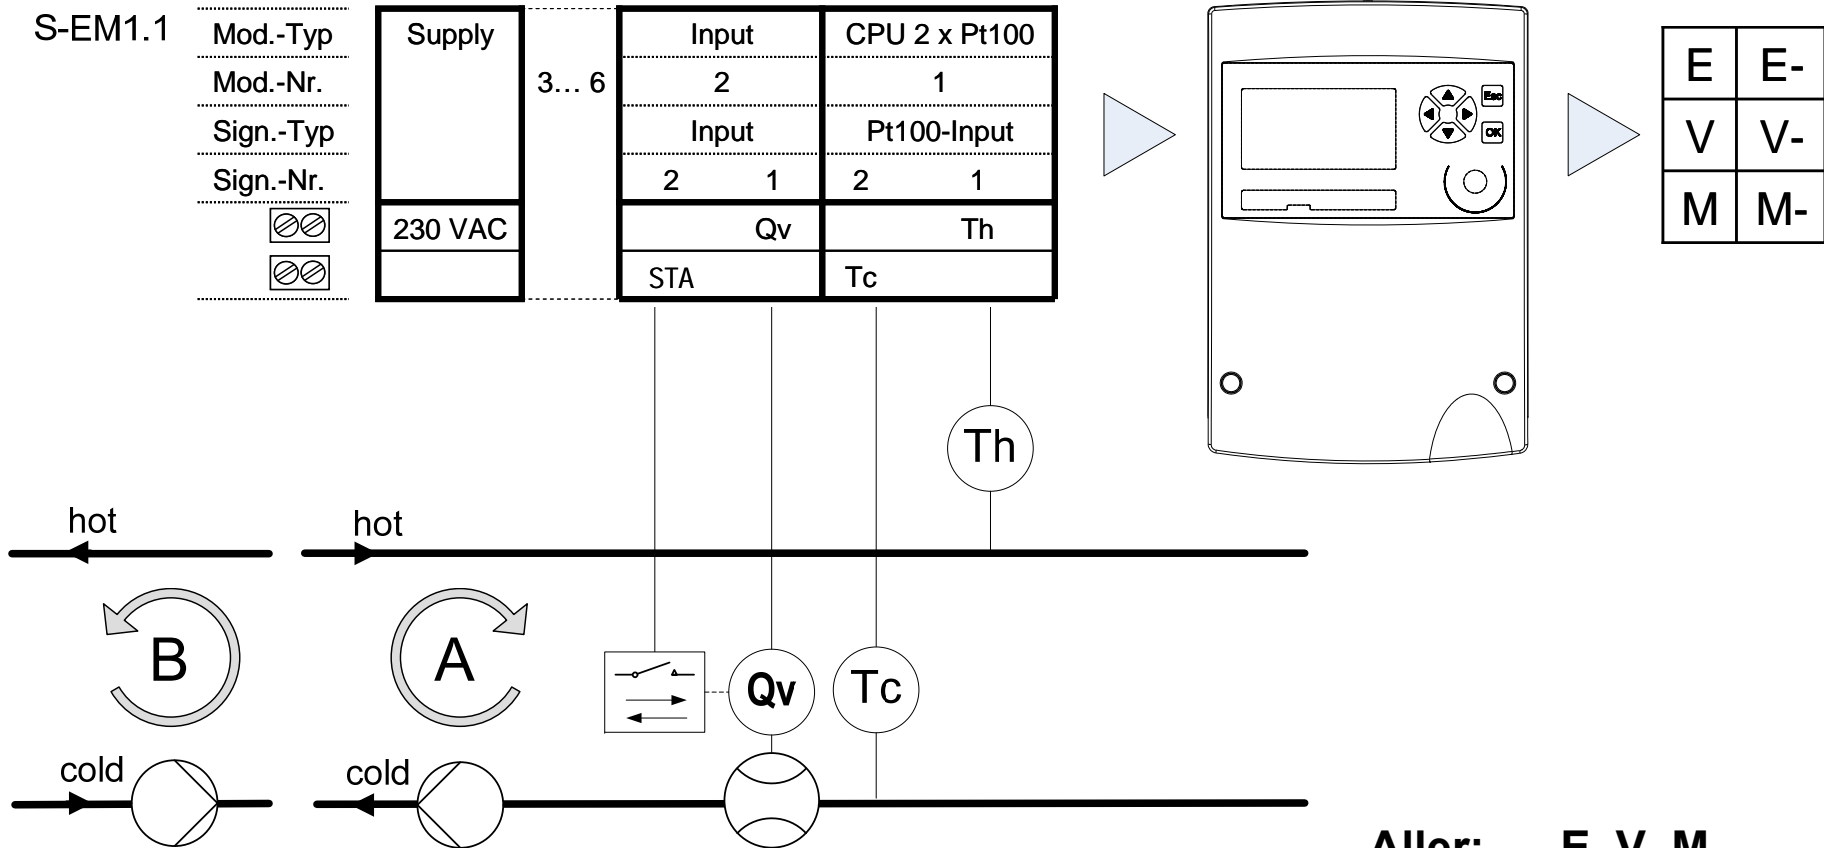 S-EM1.1
Mod.-Typ Supply Input CPU 2 x Pt100
Mod.-Nr. 3... 6 2 1
Sign.-Typ Input Pt100-Input
Sign.-Nr. 2 1 2 1
230 VAC Qv Th
STA Tc
Esc
OK
E E-
V V-
M M-
Th
hot hot
B A Qv Tc
cold cold
Aller: E, V, M